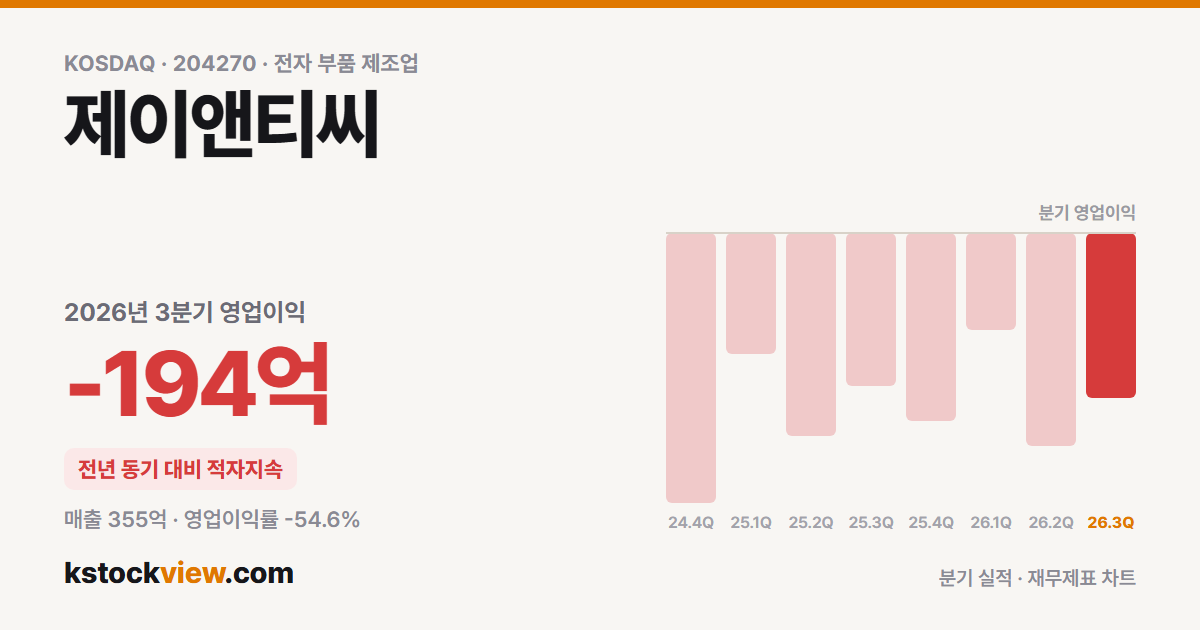 KOSDAQ · 204270 · 전자 부품 제조업
제이앤티씨
분기 영업이익
2026년 3분기 영업이익
-194억
전년 동기 대비 적자지속
매출 355억 · 영업이익률 -54.6%
24.4Q 25.1Q 25.2Q 25.3Q 25.4Q 26.1Q 26.2Q 26.3Q
kstockview.com
분기 실적 · 재무제표 차트